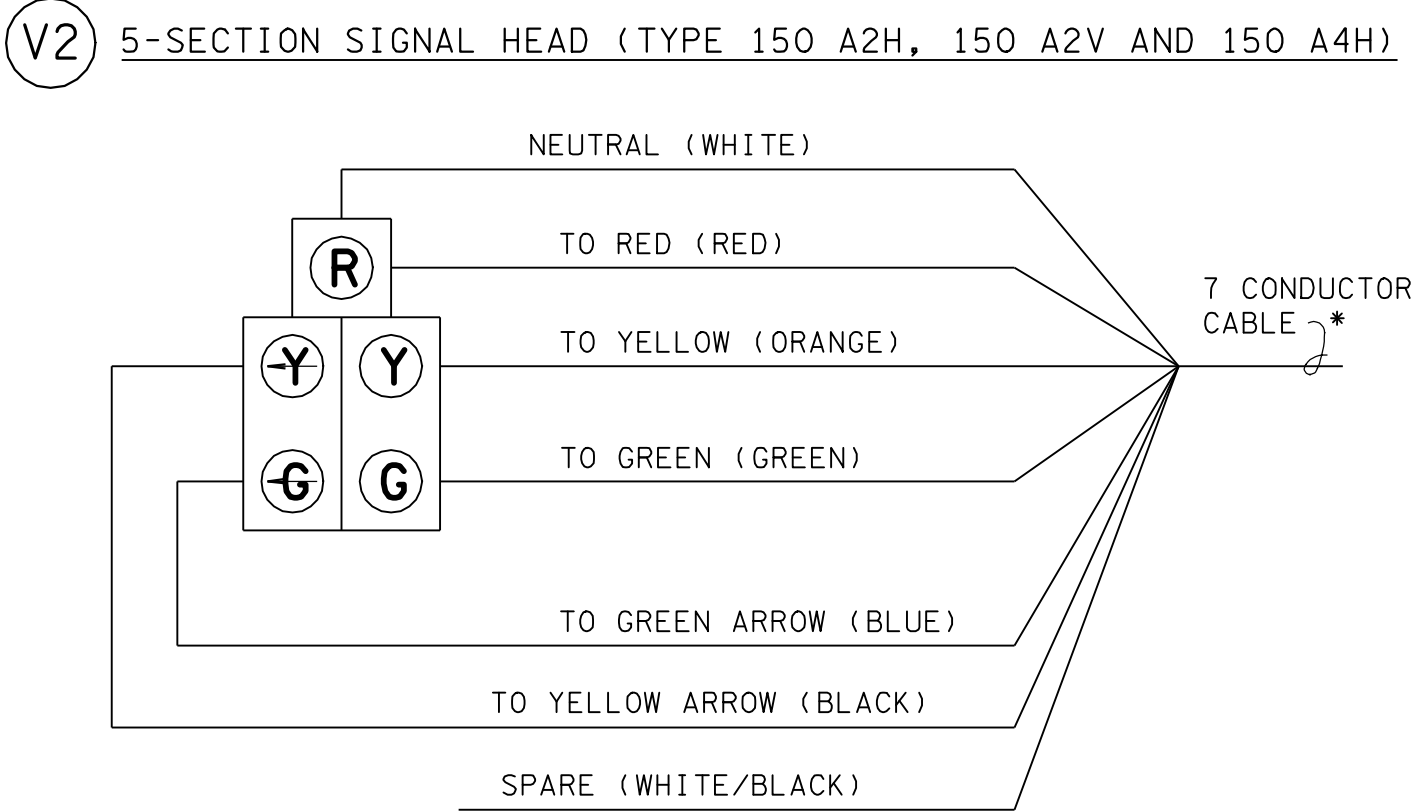 V2 5-SECTION SIGNAL HEAD (TYPE 150 A2H, 150 A2V AND 150 A4H)
NEUTRAL (WHITE)
R
TO RED (RED)
7 CONDUCTOR
CABLE *
Y Y
TO YELLOW (ORANGE)
G G
TO GREEN (GREEN)
TO GREEN ARROW (BLUE)
TO YELLOW ARROW (BLACK)
SPARE (WHITE/BLACK)